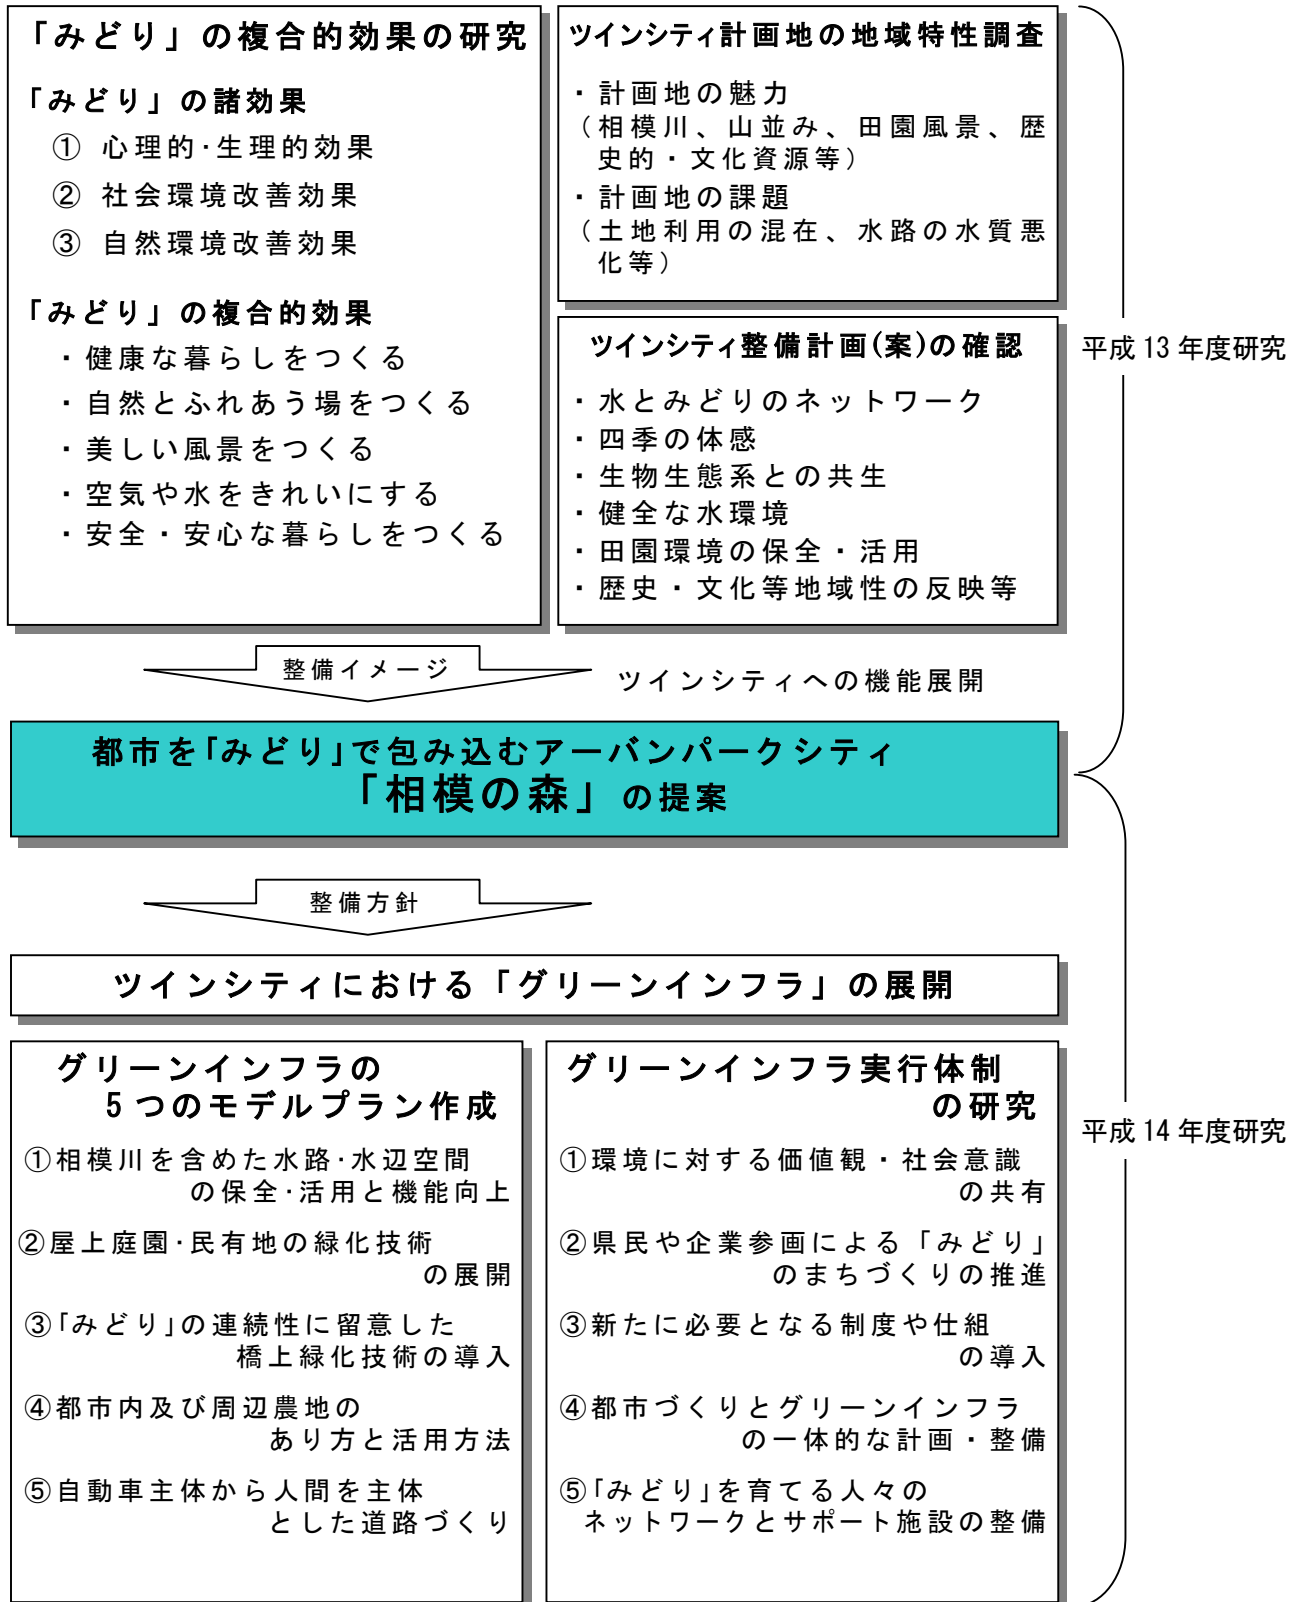 「みどり」の複合的効果の研究
「みどり」の諸効果
① 心理的･生理的効果
② 社会環境改善効果
③ 自然環境改善効果
「みどり」の複合的効果
・健康な暮らしをつくる
・自然とふれあう場をつくる
・美しい風景をつくる
・空気や水をきれいにする
・安全・安心な暮らしをつくる
ツインシティ計画地の地域特性調査
・計画地の魅力
（相模川、山並み、田園風景、歴
史的・文化資源等）
・計画地の課題
（土地利用の混在、水路の水質悪
化等）
ツインシティ整備計画(案)の確認
・水とみどりのネットワーク
・四季の体感
・生物生態系との共生
・健全な水環境
・田園環境の保全・活用
・歴史・文化等地域性の反映等
平成 13 年度研究
整備イメージ
ツインシティへの機能展開
都市を｢みどり｣で包み込むアーバンパークシティ
「相模の森」の提案
整備方針
ツインシティにおける「グリーンインフラ」の展開
グリーンインフラの
5 つのモデルプラン作成
①相模川を含めた水路･水辺空間
の保全･活用と機能向上
②屋上庭園･民有地の緑化技術
の展開
③｢みどり｣の連続性に留意した
橋上緑化技術の導入
④都市内及び周辺農地の
あり方と活用方法
⑤自動車主体から人間を主体
とした道路づくり
グリーンインフラ実行体制
の研究
①環境に対する価値観・社会意識
の共有
②県民や企業参画による「みどり」
のまちづくりの推進
③新たに必要となる制度や仕組
の導入
④都市づくりとグリーンインフラ
の一体的な計画・整備
⑤｢みどり｣を育てる人々の
ネットワークとサポート施設の整備
平成 14 年度研究